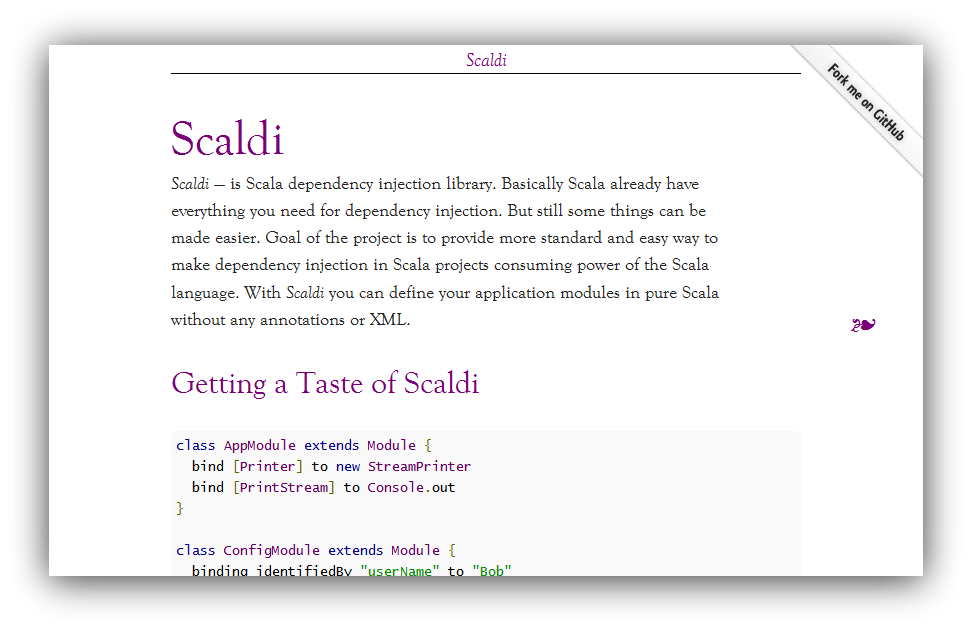 Scaldi
Fork me on GitHub
Scaldi
Scaldi — is Scala dependency injection library. Basically Scala already have
everything you need for dependency injection. But still some things can be
made easier. Goal of the project is to provide more standard and easy way to
make dependency injection in Scala projects consuming power of the Scala
language. With Scaldi you can define your application modules in pure Scala
without any annotations or XML.
Getting a Taste of Scaldi
class AppModule extends Module {
  bind [Printer] to new StreamPrinter
  bind [PrintStream] to Console.out
}
class ConfigModule extends Module {
  binding identifiedBy "userName" to "Bob"